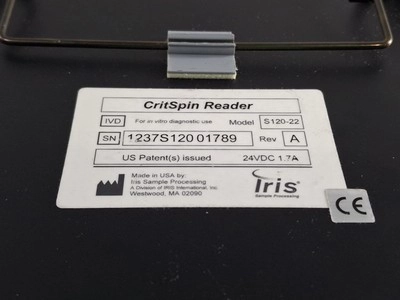 CritSpin Reader
IVD For in vitro diagnostic use Model S120-22
SN 1237S120 01789 Rev A
US Patent(s) issued 24VDC 1.7A
Made in USA by:
Iris Sample Processing
A Division of IRIS International, Inc
Westwood, MA 02090
Iris
Sample Processing
CE